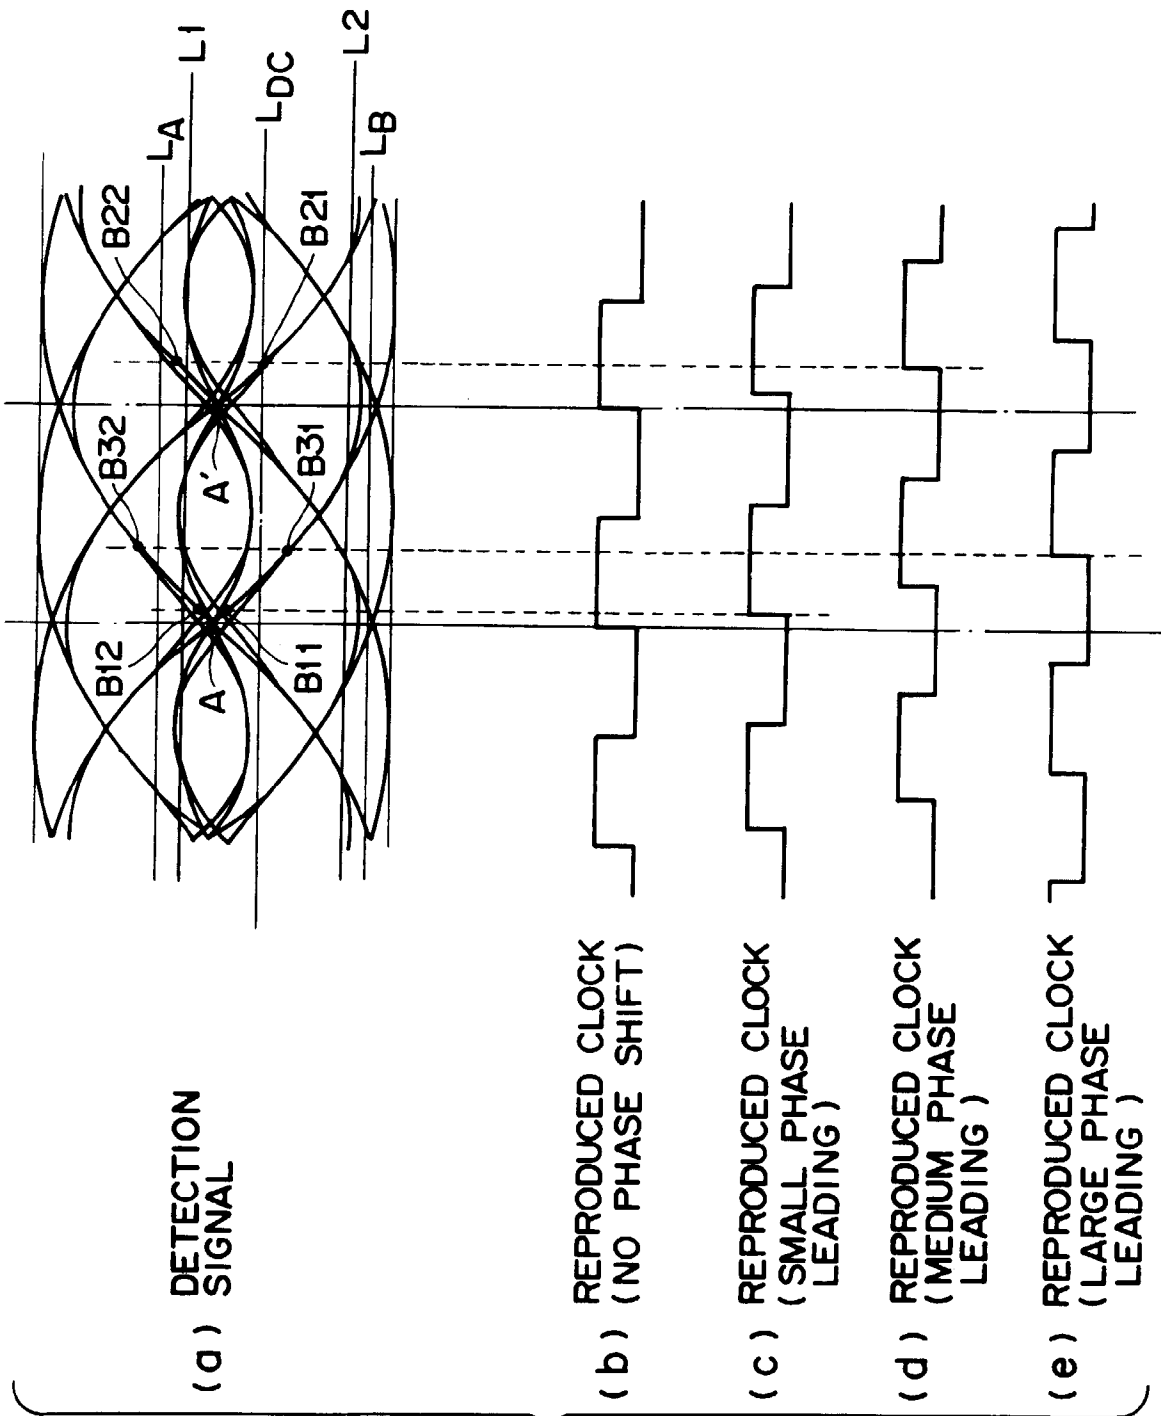 (a) DETECTION
SIGNAL
B12
A
B11
B32
A'
B31
B22
B21
LA
L1
LDC
L2
LB
(b) REPRODUCED CLOCK
(NO PHASE SHIFT)
(c) REPRODUCED CLOCK
(SMALL PHASE
LEADING)
(d) REPRODUCED CLOCK
(MEDIUM PHASE
LEADING)
(e) REPRODUCED CLOCK
(LARGE PHASE
LEADING)